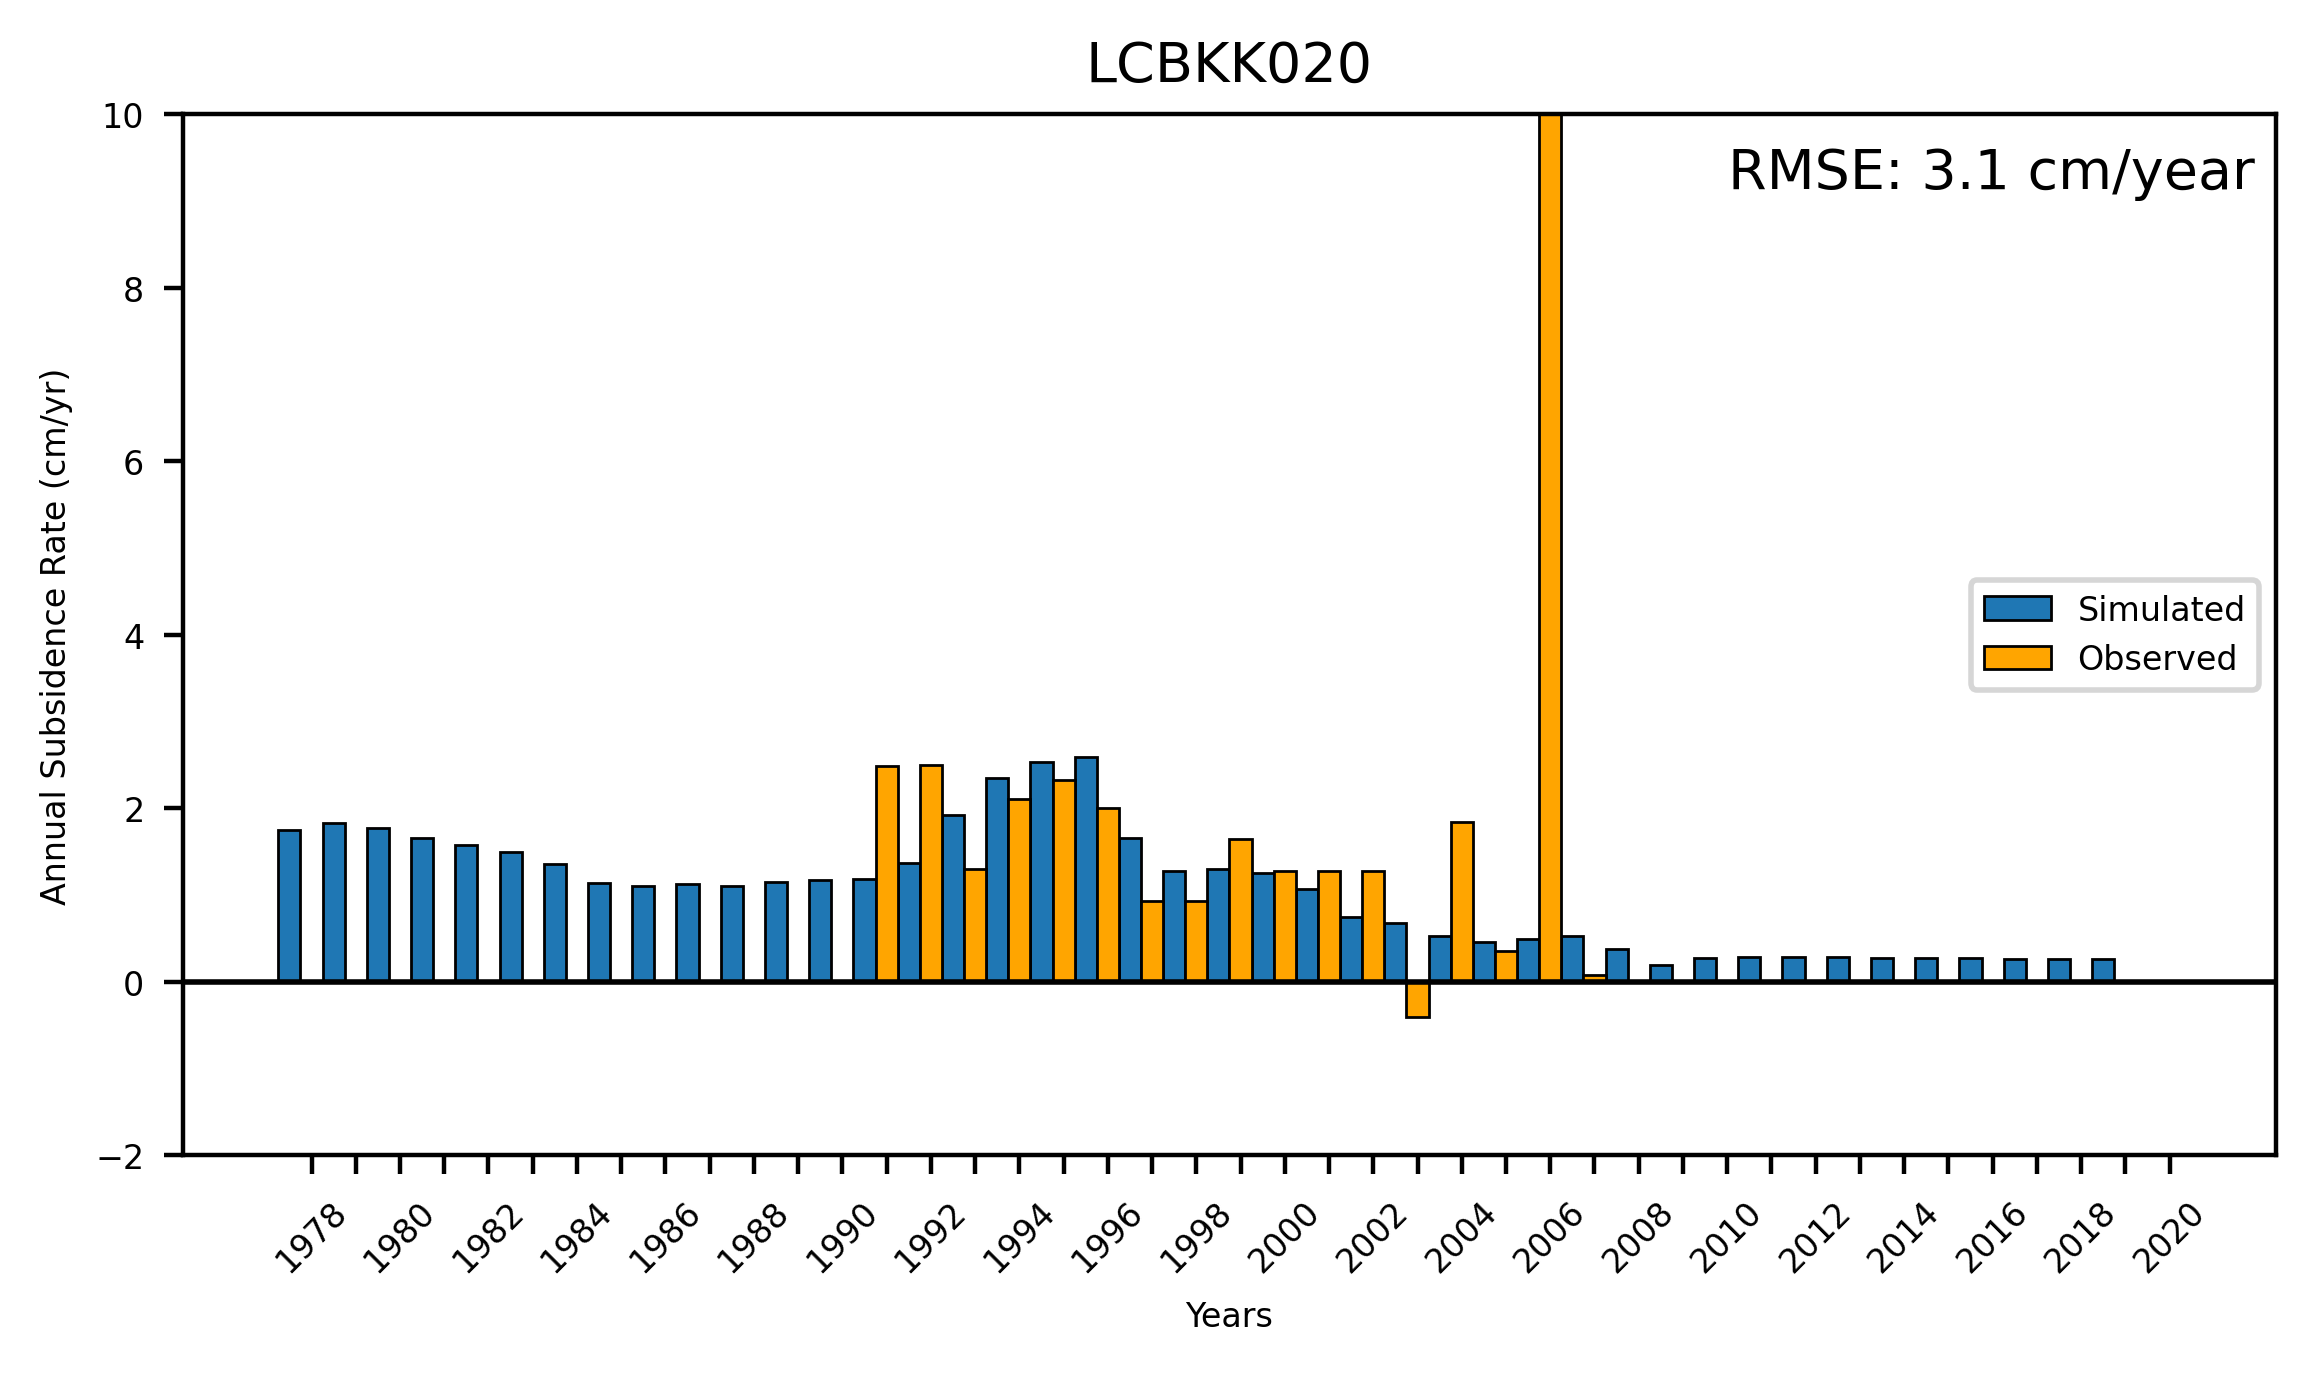 LCBKK020
10
RMSE: 3.1 cm/year
8
6
4
2
0
−2
Annual Subsidence Rate (cm/yr)
Simulated
Observed
1978 1980 1982 1984 1986 1988 1990 1992 1994 1996 1998 2000 2002 2004 2006 2008 2010 2012 2014 2016 2018 2020
Years